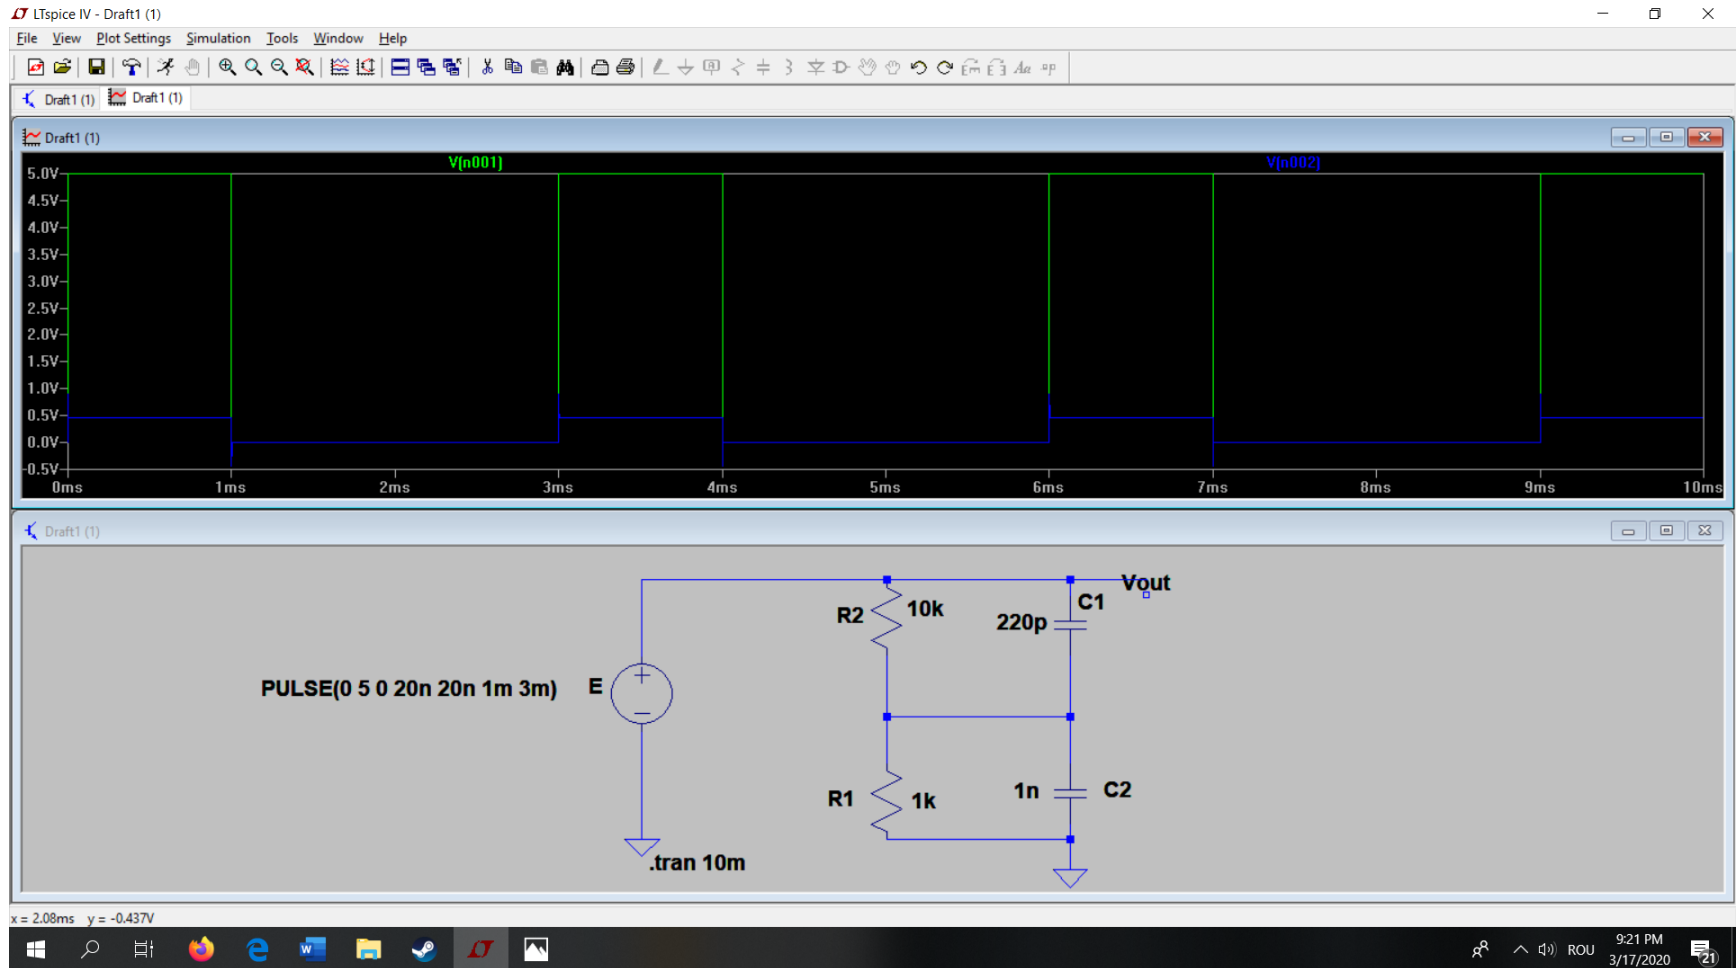 LTspice IV - Draft1 (1)
File View Plot Settings Simulation Tools Window Help
Draft1 (1) Draft1 (1)
Draft1 (1)
V(n001) V(n002)
5.0V
4.5V
4.0V
3.5V
3.0V
2.5V
2.0V
1.5V
1.0V
0.5V
0.0V
-0.5V
0ms 1ms 2ms 3ms 4ms 5ms 6ms 7ms 8ms 9ms 10ms
Draft1 (1)
Vout
R2 10k 220p C1
PULSE(0 5 0 20n 20n 1m 3m) E
R1 1k 1n C2
.tran 10m
x = 2.08ms y = -0.437V
ROU
9:21 PM
3/17/2020
21